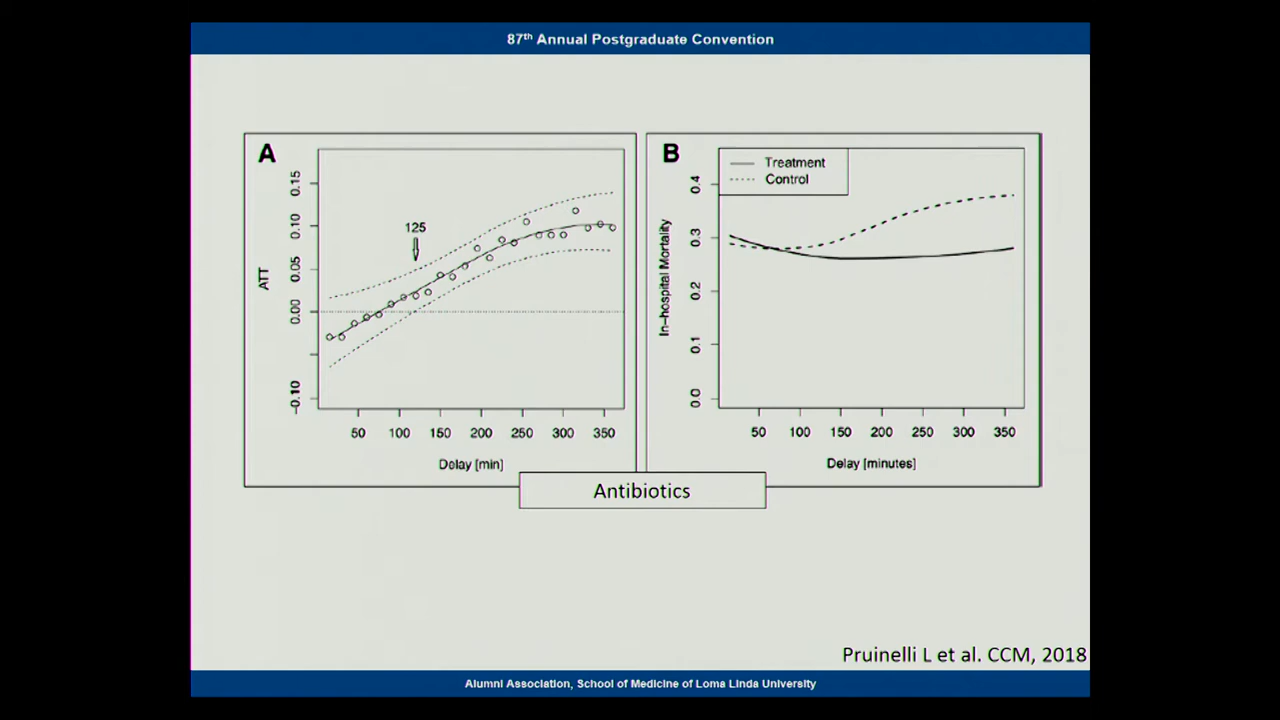 87th Annual Postgraduate Convention
A
125
ATT
0.15
0.10
0.05
0.00
-0.10
50 100 150 200 250 300 350
Delay [min]
B
Treatment
Control
In-hospital Mortality
0.4
0.3
0.2
0.1
0.0
50 100 150 200 250 300 350
Delay [minutes]
Antibiotics
Pruinelli L et al. CCM, 2018
Alumni Association, School of Medicine of Loma Linda University